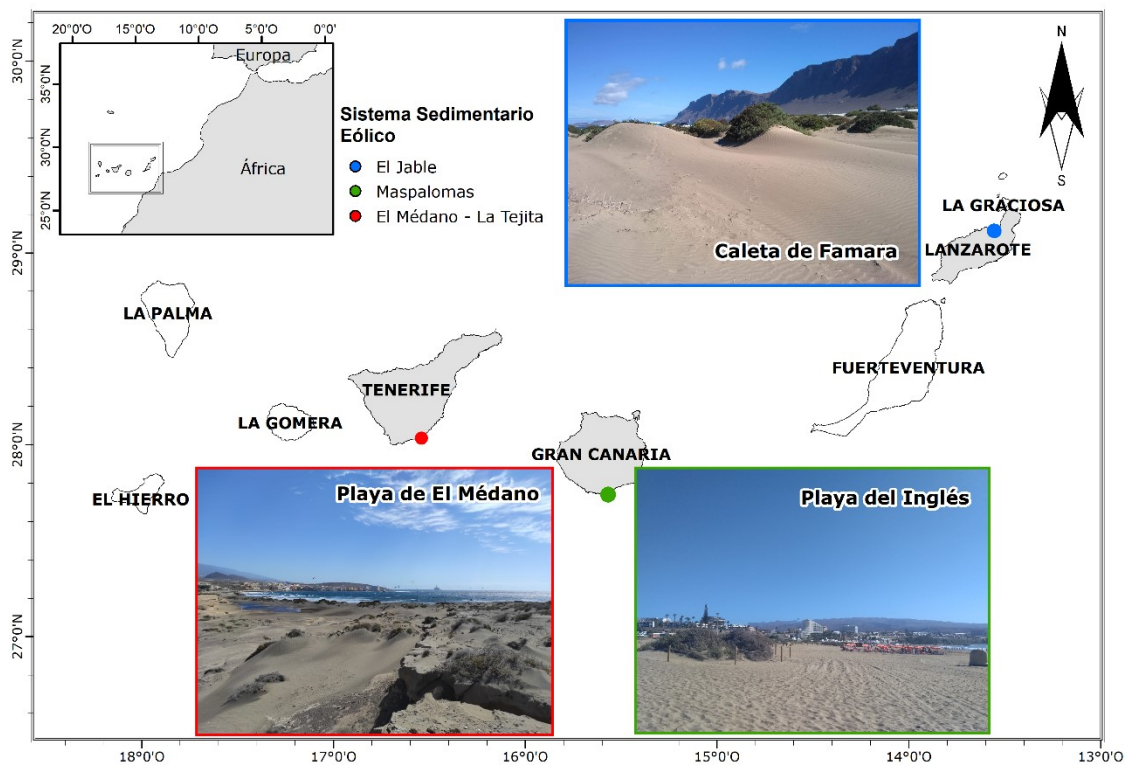 20°0'O 15°0'O 10°0'O 5°0'O 0°0'
35°0'N
30°0'N
25°0'N
Europa
África
Sistema Sedimentario
Eólico
El Jable
Maspalomas
El Médano - La Tejita
Caleta de Famara
N
S
30°0'N
29°0'N
28°0'N
27°0'N
LA GRACIOSA
LANZAROTE
LA PALMA
FUERTEVENTURA
TENERIFE
LA GOMERA
GRAN CANARIA
EL HIERRO
Playa de El Médano
Playa del Inglés
18°0'O 17°0'O 16°0'O 15°0'O 14°0'O 13°0'O